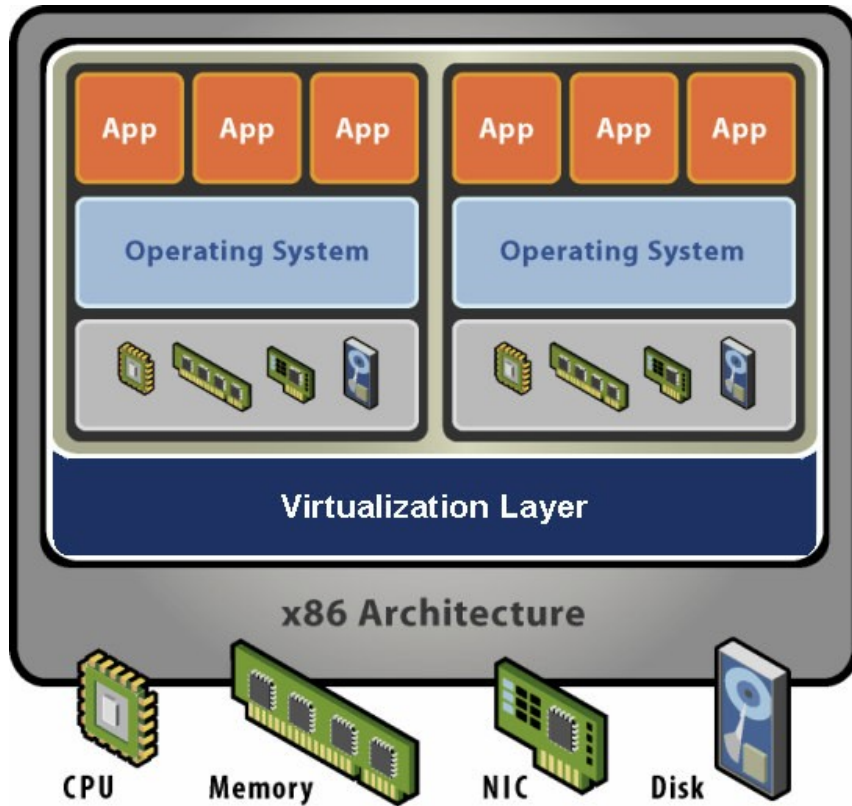 App App App App App App
Operating System Operating System
Virtualization Layer
x86 Architecture
CPU Memory NIC Disk